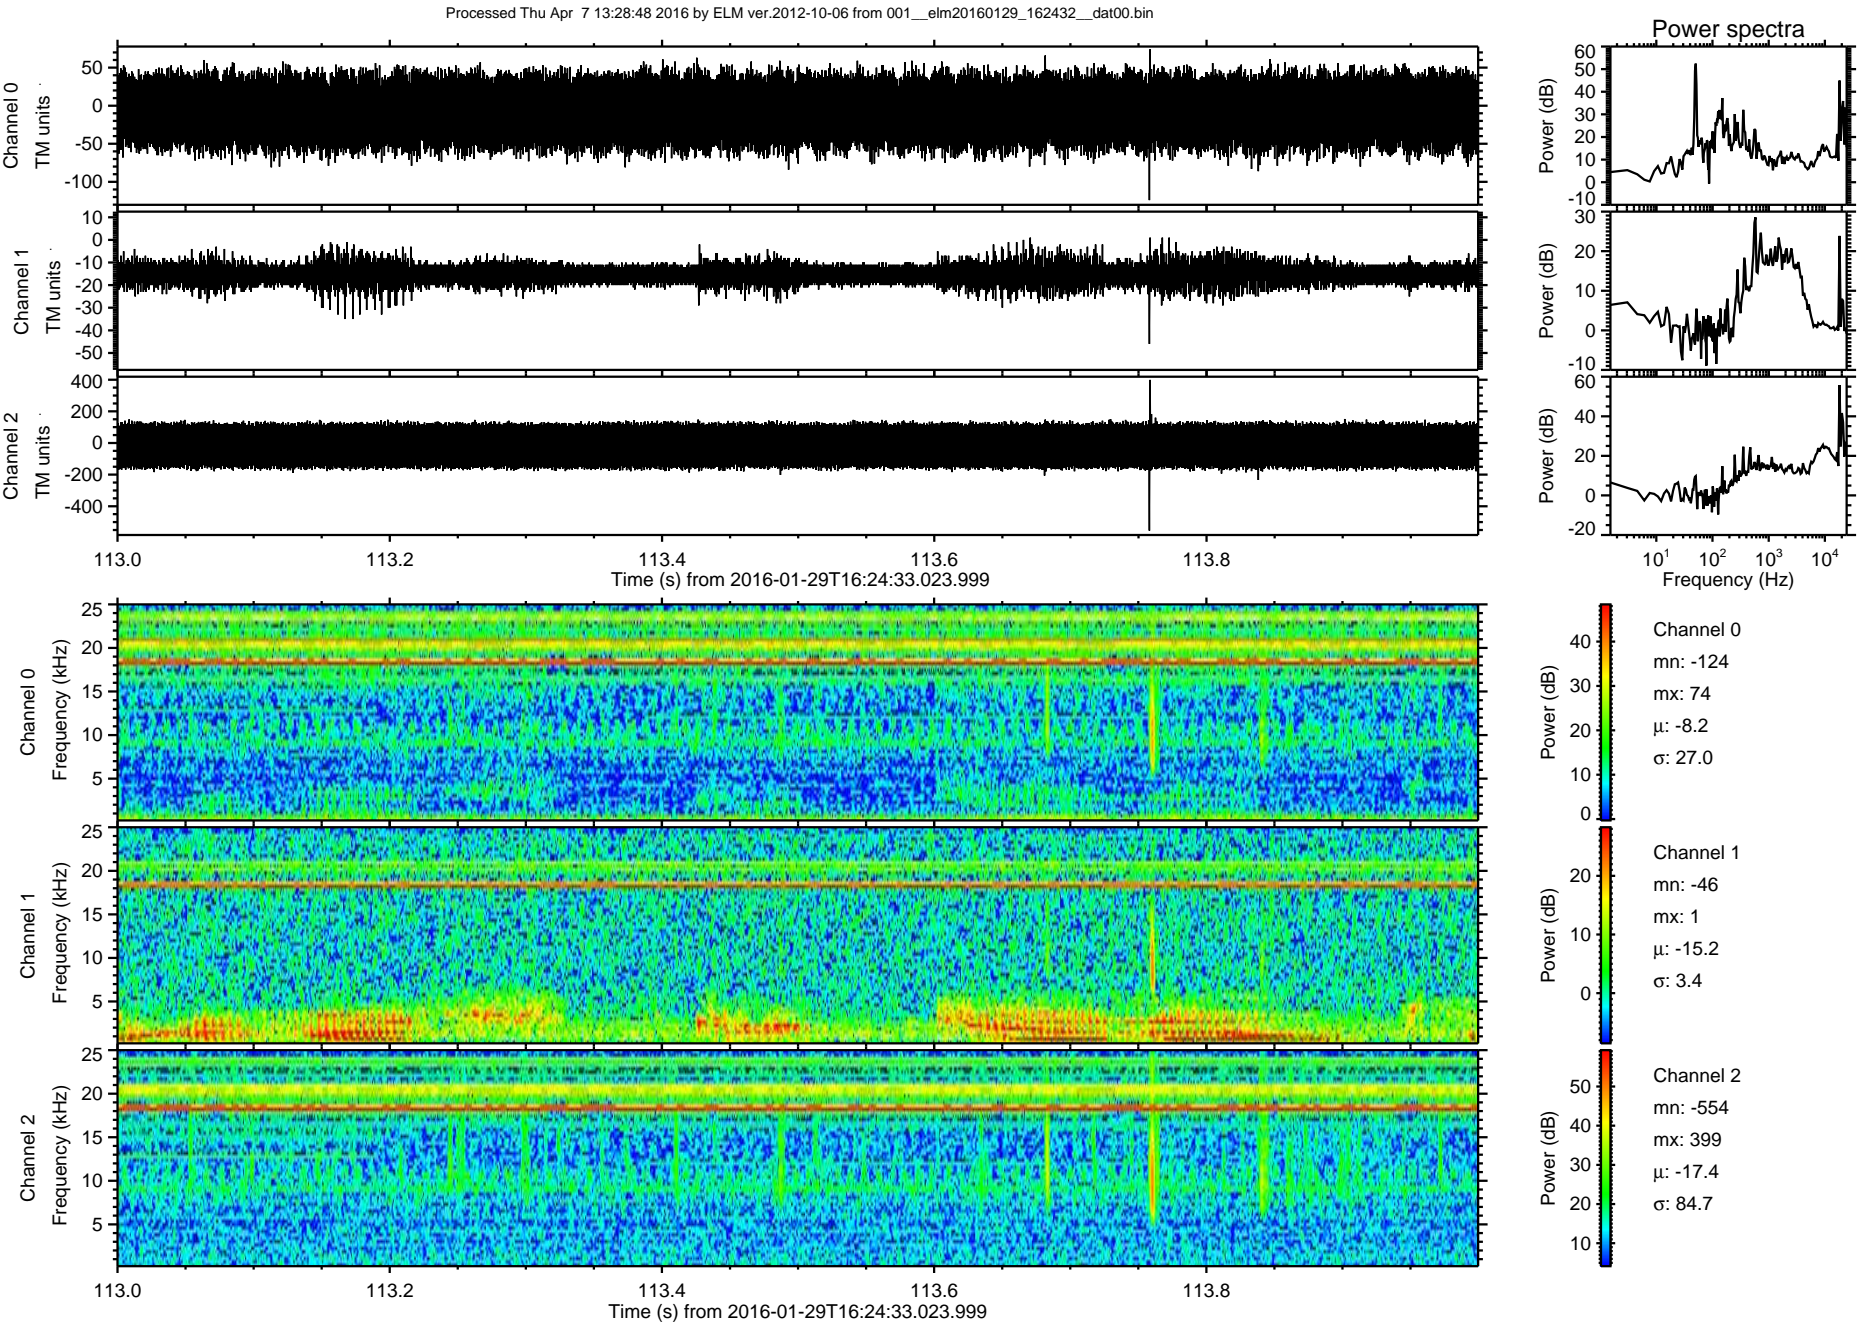 Processed Thu Apr  7 13:28:48 2016 by ELM ver.2012-10-06 from 001__elm20160129_162432__dat00.bin
Power spectra
Channel 0
TM units
50
0
-50
-100
Power (dB)
60
50
40
30
20
10
0
-10
Channel 1
TM units
10
0
-10
-20
-30
-40
-50
Power (dB)
30
20
10
0
-10
Channel 2
TM units
400
200
0
-200
-400
Power (dB)
60
40
20
0
-20
113.0 113.2 113.4 113.6 113.8
Time (s) from 2016-01-29T16:24:33.023.999
10^1 10^2 10^3 10^4
Frequency (Hz)
Channel 0
Frequency (kHz)
25
20
15
10
5
Power (dB)
40
30
20
10
0
Channel 0
mn: -124
mx: 74
μ: -8.2
σ: 27.0
Channel 1
Frequency (kHz)
25
20
15
10
5
Power (dB)
20
10
0
Channel 1
mn: -46
mx: 1
μ: -15.2
σ: 3.4
Channel 2
Frequency (kHz)
25
20
15
10
5
Power (dB)
50
40
30
20
10
Channel 2
mn: -554
mx: 399
μ: -17.4
σ: 84.7
113.0 113.2 113.4 113.6 113.8
Time (s) from 2016-01-29T16:24:33.023.999